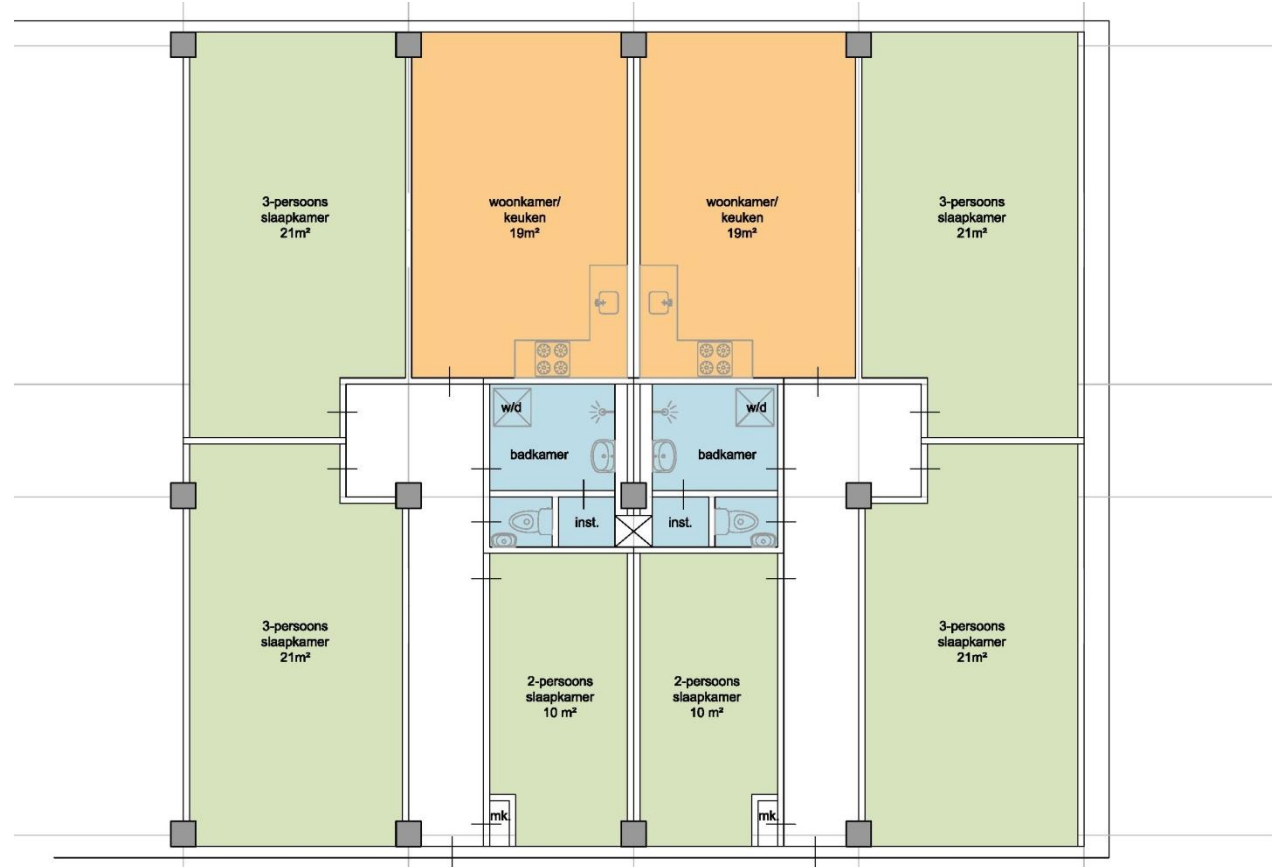 3-persoons
slaapkamer
21m²
woonkamer/
keuken
19m²
woonkamer/
keuken
19m²
3-persoons
slaapkamer
21m²
w/d
w/d
badkamer
badkamer
inst.
inst.
3-persoons
slaapkamer
21m²
3-persoons
slaapkamer
21m²
2-persoons
slaapkamer
10 m²
2-persoons
slaapkamer
10 m²
mk.
mk.